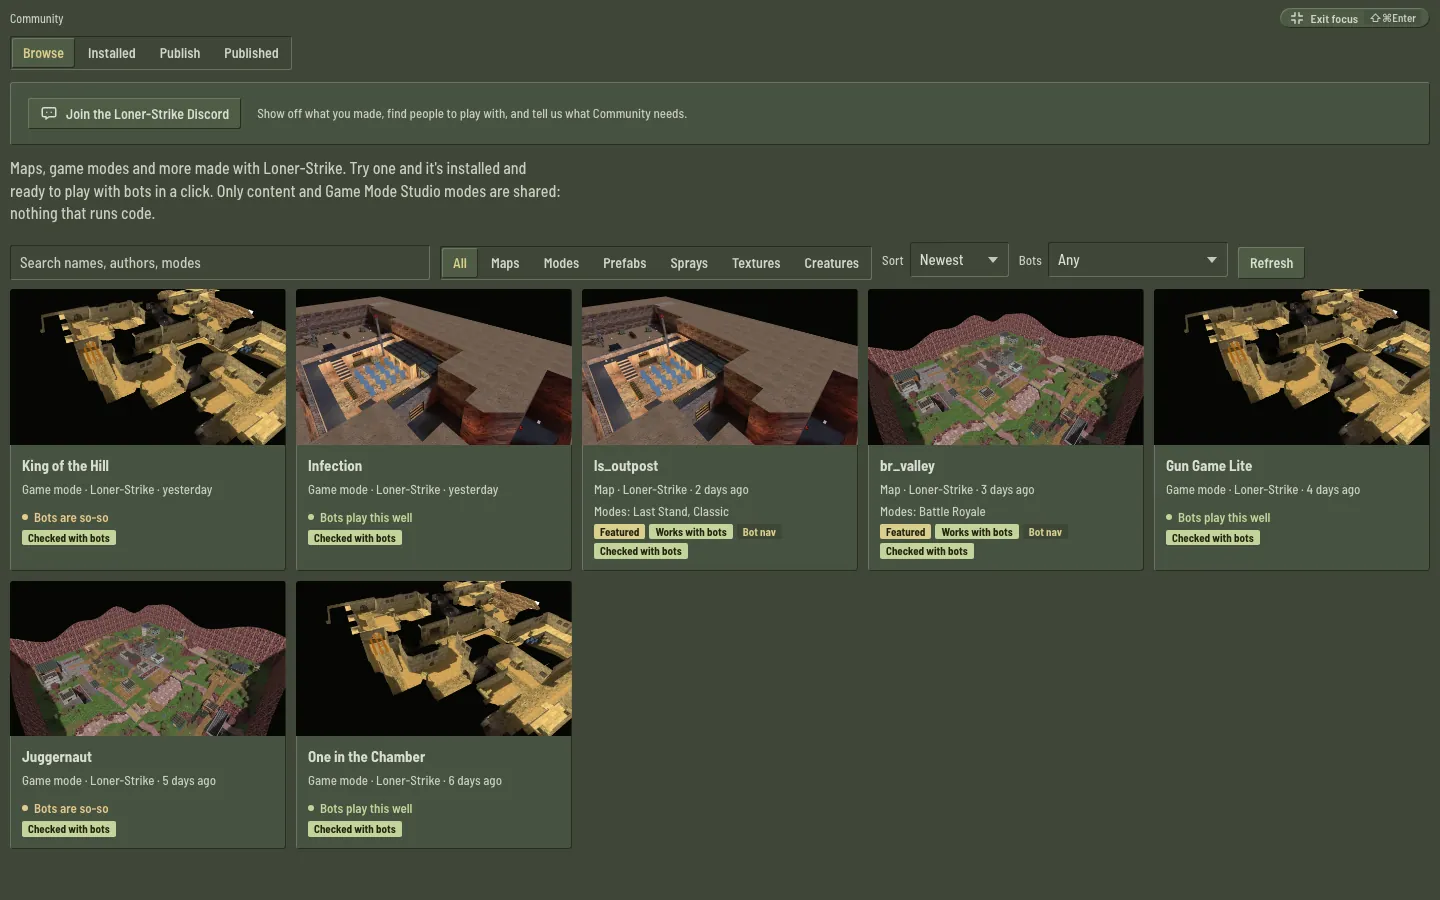 Community
Exit focus ⇧⌘Enter
Browse Installed Publish Published
Join the Loner-Strike Discord Show off what you made, find people to play with, and tell us what Community needs.
Maps, game modes and more made with Loner-Strike. Try one and it's installed and
ready to play with bots in a click. Only content and Game Mode Studio modes are shared:
nothing that runs code.
Search names, authors, modes All Maps Modes Prefabs Sprays Textures Creatures Sort Newest Bots Any Refresh
King of the Hill
Game mode · Loner-Strike · yesterday
Bots are so-so
Checked with bots
Infection
Game mode · Loner-Strike · yesterday
Bots play this well
Checked with bots
ls_outpost
Map · Loner-Strike · 2 days ago
Modes: Last Stand, Classic
Featured Works with bots Bot nav
Checked with bots
br_valley
Map · Loner-Strike · 3 days ago
Modes: Battle Royale
Featured Works with bots Bot nav
Checked with bots
Gun Game Lite
Game mode · Loner-Strike · 4 days ago
Bots play this well
Checked with bots
Juggernaut
Game mode · Loner-Strike · 5 days ago
Bots are so-so
Checked with bots
One in the Chamber
Game mode · Loner-Strike · 6 days ago
Bots play this well
Checked with bots